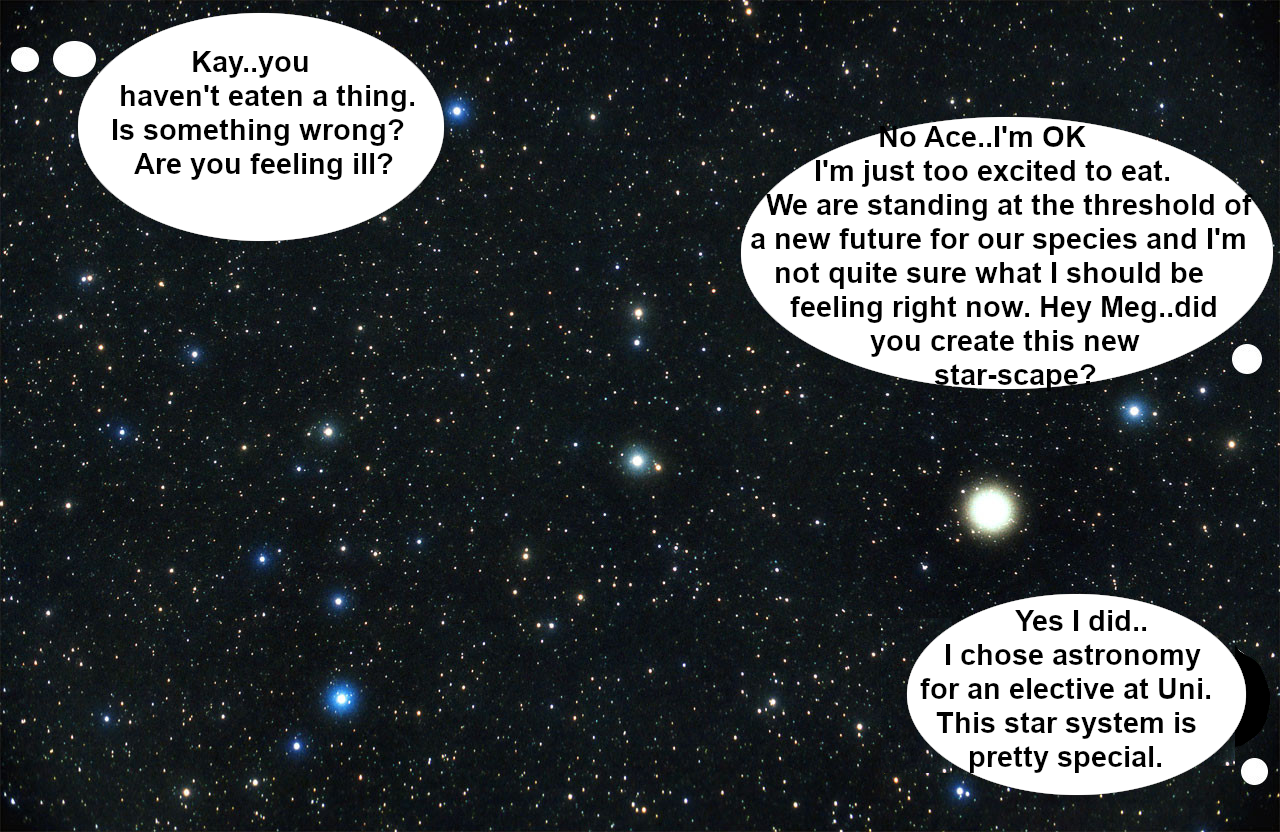 Kay..you
haven't eaten a thing.
Is something wrong?
Are you feeling ill?
No Ace..I'm OK
I'm just too excited to eat.
We are standing at the threshold of
a new future for our species and I'm
not quite sure what I should be
feeling right now. Hey Meg..did
you create this new
star-scape?
Yes I did..
I chose astronomy
for an elective at Uni.
This star system is
pretty special.